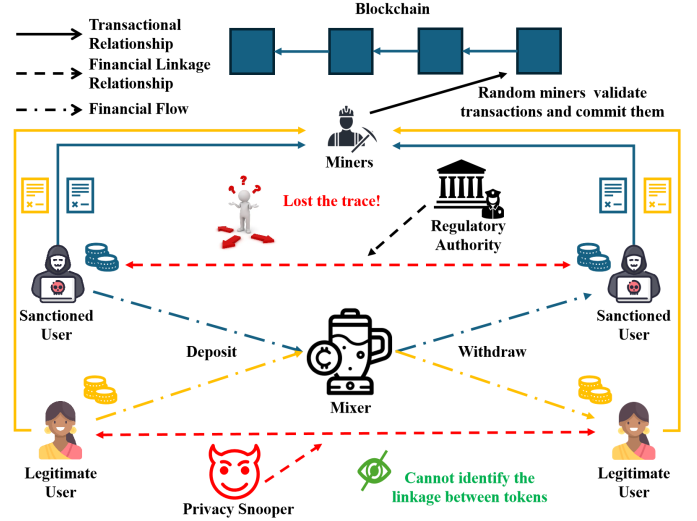 Blockchain
Transactional
Relationship
Financial Linkage
Relationship
Financial Flow
Random miners validate
transactions and commit them
Miners
Lost the trace!
Regulatory
Authority
Sanctioned
User
Sanctioned
User
Deposit
Withdraw
Mixer
Legitimate
User
Privacy Snooper
Cannot identify the
linkage between tokens
Legitimate
User